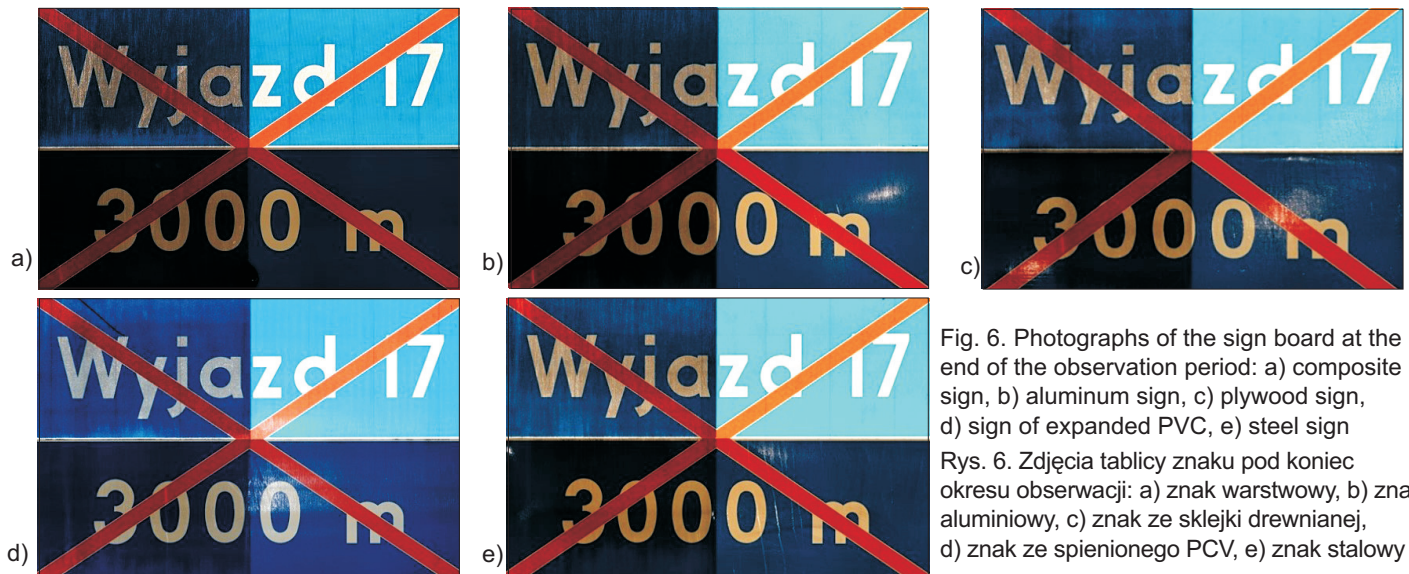 Wyjazd 17
3000 m
a)
Wyjazd 17
3000 m
b)
Wyjazd 17
3000 m
c)
Wyjazd 17
3000 m
d)
Wyjazd 17
3000 m
e)
Fig. 6. Photographs of the sign board at the
end of the observation period: a) composite
sign, b) aluminum sign, c) plywood sign,
d) sign of expanded PVC, e) steel sign
Rys. 6. Zdjęcia tablicy znaku pod koniec
okresu obserwacji: a) znak warstwowy, b) zna
aluminiowy, c) znak ze sklejki drewnianej,
d) znak ze spienionego PCV, e) znak stalowy